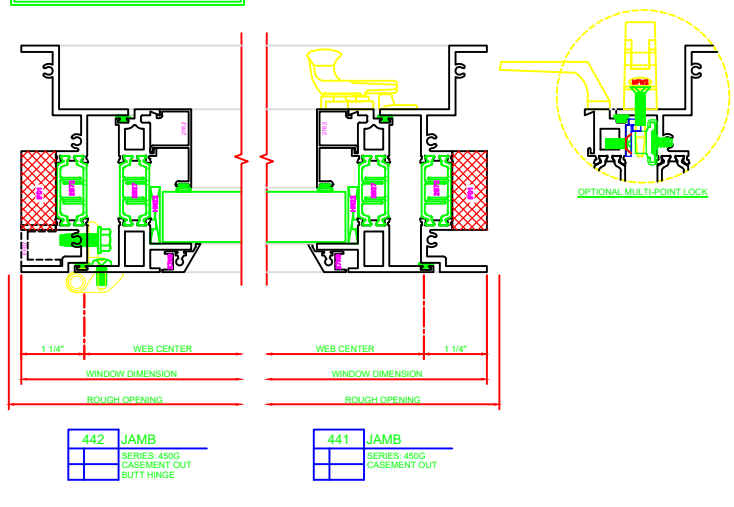 MPH2
OPTIONAL MULTI-POINT LOCK
1 1/4"
WEB CENTER
WEB CENTER
1 1/4"
WINDOW DIMENSION
WINDOW DIMENSION
ROUGH OPENING
ROUGH OPENING
442 JAMB
SERIES: 450G
CASEMENT OUT
BUTT HINGE
441 JAMB
SERIES: 450G
CASEMENT OUT